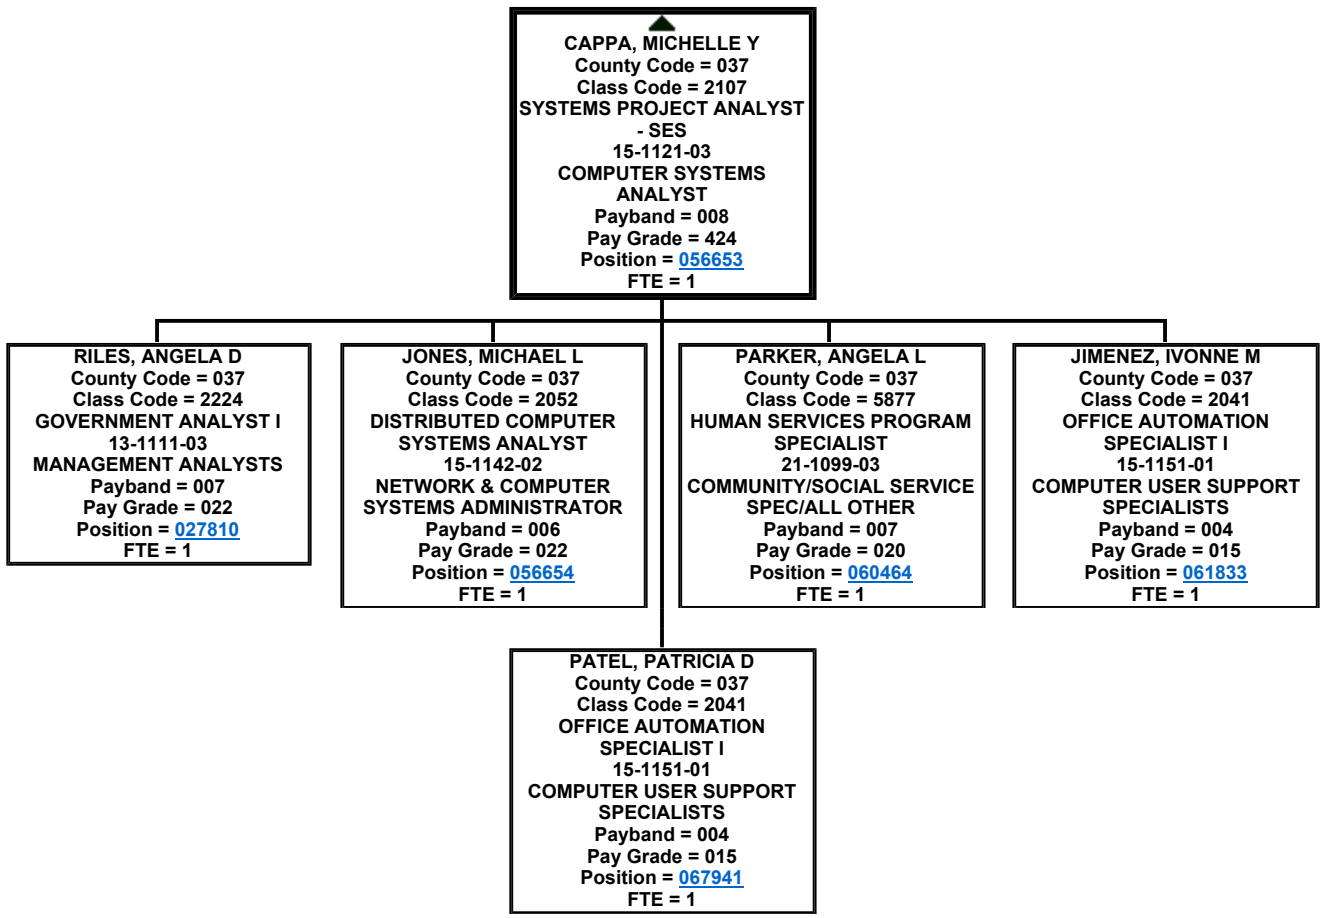 CAPPA, MICHELLE Y
County Code = 037
Class Code = 2107
SYSTEMS PROJECT ANALYST
- SES
15-1121-03
COMPUTER SYSTEMS
ANALYST
Payband = 008
Pay Grade = 424
Position = 056653
FTE = 1
RILES, ANGELA D
County Code = 037
Class Code = 2224
GOVERNMENT ANALYST I
13-1111-03
MANAGEMENT ANALYSTS
Payband = 007
Pay Grade = 022
Position = 027810
FTE = 1
JONES, MICHAEL L
County Code = 037
Class Code = 2052
DISTRIBUTED COMPUTER
SYSTEMS ANALYST
15-1142-02
NETWORK & COMPUTER
SYSTEMS ADMINISTRATOR
Payband = 006
Pay Grade = 022
Position = 056654
FTE = 1
PARKER, ANGELA L
County Code = 037
Class Code = 5877
HUMAN SERVICES PROGRAM
SPECIALIST
21-1099-03
COMMUNITY/SOCIAL SERVICE
SPEC/ALL OTHER
Payband = 007
Pay Grade = 020
Position = 060464
FTE = 1
JIMENEZ, IVONNE M
County Code = 037
Class Code = 2041
OFFICE AUTOMATION
SPECIALIST I
15-1151-01
COMPUTER USER SUPPORT
SPECIALISTS
Payband = 004
Pay Grade = 015
Position = 061833
FTE = 1
PATEL, PATRICIA D
County Code = 037
Class Code = 2041
OFFICE AUTOMATION
SPECIALIST I
15-1151-01
COMPUTER USER SUPPORT
SPECIALISTS
Payband = 004
Pay Grade = 015
Position = 067941
FTE = 1